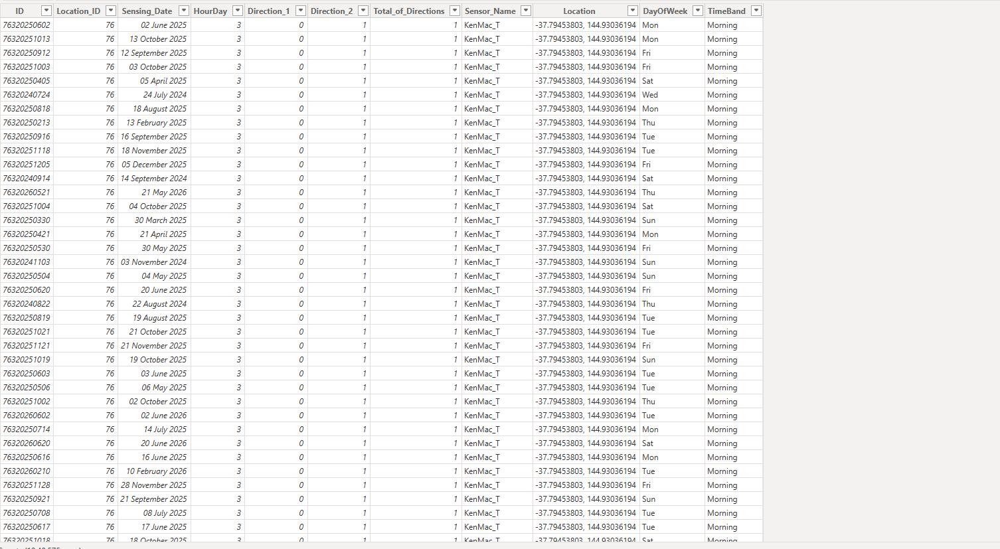 ID Location_ID Sensing_Date HourDay Direction_1 Direction_2 Total_of_Directions Sensor_Name Location DayOfWeek TimeBand
76320250602 76 02 June 2025 3 0 1 1 KenMac_T -37.79453803, 144.93036194 Mon Morning
76320251013 76 13 October 2025 3 0 1 1 KenMac_T -37.79453803, 144.93036194 Mon Morning
76320250912 76 12 September 2025 3 0 1 1 KenMac_T -37.79453803, 144.93036194 Fri Morning
76320251003 76 03 October 2025 3 0 1 1 KenMac_T -37.79453803, 144.93036194 Fri Morning
76320250405 76 05 April 2025 3 0 1 1 KenMac_T -37.79453803, 144.93036194 Sat Morning
76320240724 76 24 July 2024 3 0 1 1 KenMac_T -37.79453803, 144.93036194 Wed Morning
76320250818 76 18 August 2025 3 0 1 1 KenMac_T -37.79453803, 144.93036194 Mon Morning
76320250213 76 13 February 2025 3 0 1 1 KenMac_T -37.79453803, 144.93036194 Thu Morning
76320250916 76 16 September 2025 3 0 1 1 KenMac_T -37.79453803, 144.93036194 Tue Morning
76320251118 76 18 November 2025 3 0 1 1 KenMac_T -37.79453803, 144.93036194 Tue Morning
76320251205 76 05 December 2025 3 0 1 1 KenMac_T -37.79453803, 144.93036194 Fri Morning
76320240914 76 14 September 2024 3 0 1 1 KenMac_T -37.79453803, 144.93036194 Sat Morning
76320260521 76 21 May 2026 3 0 1 1 KenMac_T -37.79453803, 144.93036194 Thu Morning
76320251004 76 04 October 2025 3 0 1 1 KenMac_T -37.79453803, 144.93036194 Sat Morning
76320250330 76 30 March 2025 3 0 1 1 KenMac_T -37.79453803, 144.93036194 Sun Morning
76320250421 76 21 April 2025 3 0 1 1 KenMac_T -37.79453803, 144.93036194 Mon Morning
76320250530 76 30 May 2025 3 0 1 1 KenMac_T -37.79453803, 144.93036194 Fri Morning
76320241103 76 03 November 2024 3 0 1 1 KenMac_T -37.79453803, 144.93036194 Sun Morning
76320250504 76 04 May 2025 3 0 1 1 KenMac_T -37.79453803, 144.93036194 Sun Morning
76320250620 76 20 June 2025 3 0 1 1 KenMac_T -37.79453803, 144.93036194 Fri Morning
76320240822 76 22 August 2024 3 0 1 1 KenMac_T -37.79453803, 144.93036194 Thu Morning
76320250819 76 19 August 2025 3 0 1 1 KenMac_T -37.79453803, 144.93036194 Tue Morning
76320251021 76 21 October 2025 3 0 1 1 KenMac_T -37.79453803, 144.93036194 Tue Morning
76320251121 76 21 November 2025 3 0 1 1 KenMac_T -37.79453803, 144.93036194 Fri Morning
76320251019 76 19 October 2025 3 0 1 1 KenMac_T -37.79453803, 144.93036194 Sun Morning
76320250603 76 03 June 2025 3 0 1 1 KenMac_T -37.79453803, 144.93036194 Tue Morning
76320250506 76 06 May 2025 3 0 1 1 KenMac_T -37.79453803, 144.93036194 Tue Morning
76320251002 76 02 October 2025 3 0 1 1 KenMac_T -37.79453803, 144.93036194 Thu Morning
76320260602 76 02 June 2026 3 0 1 1 KenMac_T -37.79453803, 144.93036194 Tue Morning
76320250714 76 14 July 2025 3 0 1 1 KenMac_T -37.79453803, 144.93036194 Mon Morning
76320260620 76 20 June 2026 3 0 1 1 KenMac_T -37.79453803, 144.93036194 Sat Morning
76320250616 76 16 June 2025 3 0 1 1 KenMac_T -37.79453803, 144.93036194 Mon Morning
76320260210 76 10 February 2026 3 0 1 1 KenMac_T -37.79453803, 144.93036194 Tue Morning
76320251128 76 28 November 2025 3 0 1 1 KenMac_T -37.79453803, 144.93036194 Fri Morning
76320250921 76 21 September 2025 3 0 1 1 KenMac_T -37.79453803, 144.93036194 Sun Morning
76320250708 76 08 July 2025 3 0 1 1 KenMac_T -37.79453803, 144.93036194 Tue Morning
76320250617 76 17 June 2025 3 0 1 1 KenMac_T -37.79453803, 144.93036194 Tue Morning
76320251018 76 18 October 2025 3 0 1 1 KenMac_T -37.79453803, 144.93036194 Sat Morning